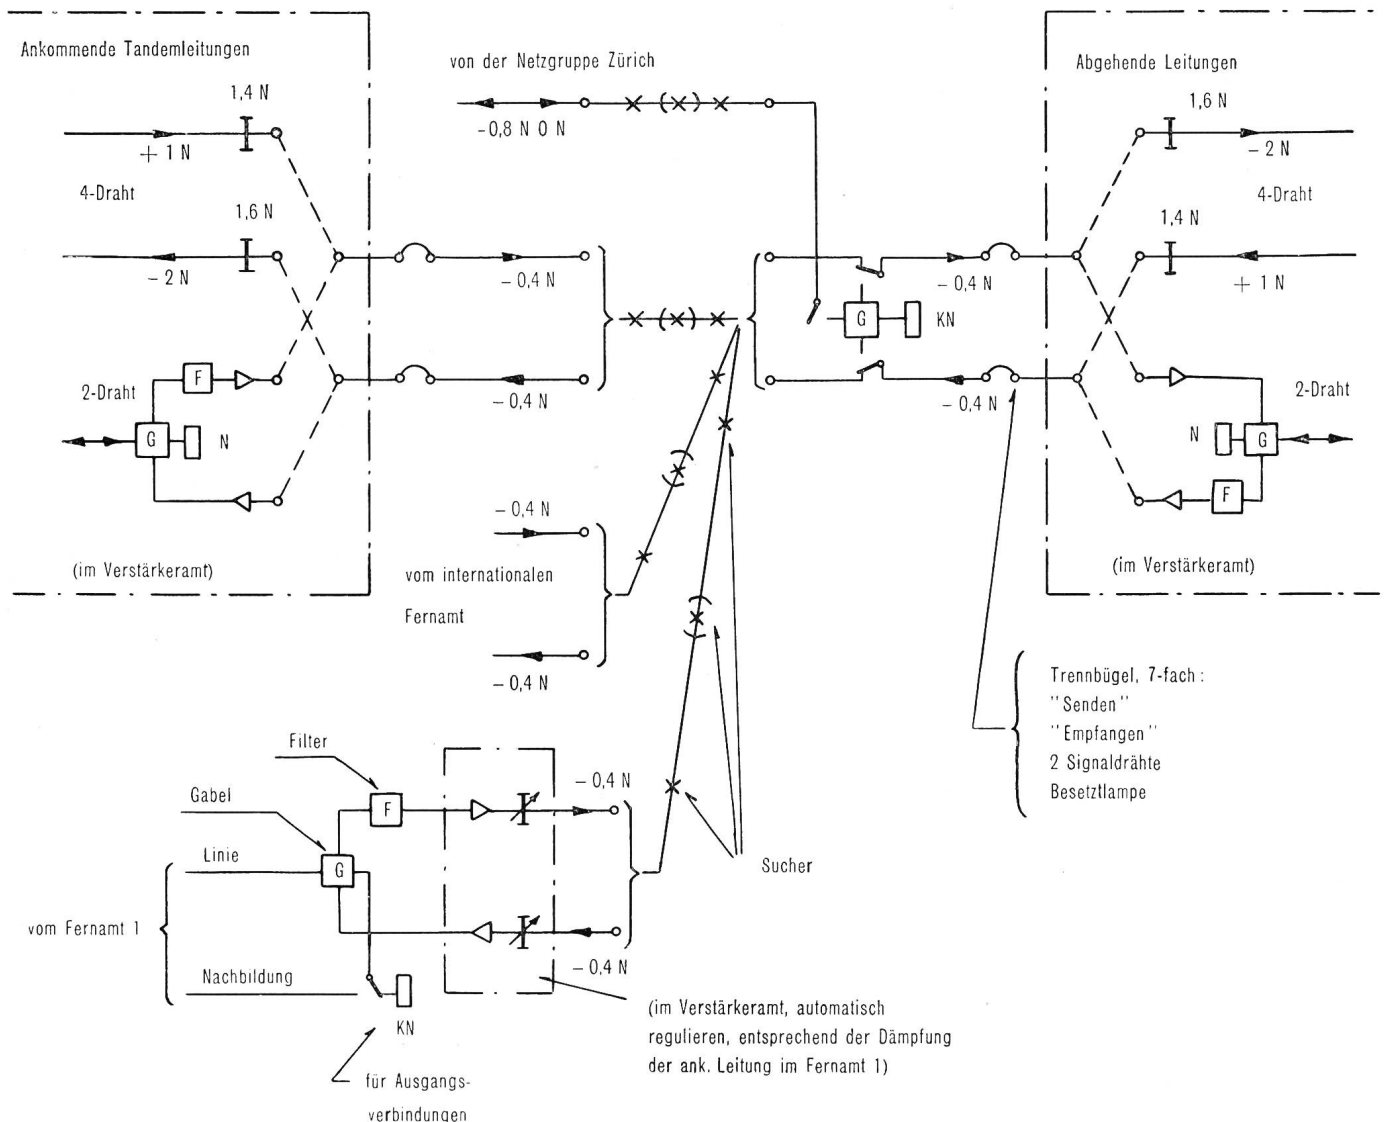 Ankommende Tandemleitungen
1,4 N
+ 1 N
4-Draht
1,6 N
– 2 N
2-Draht
F
G
N
(im Verstärkeramt)
von der Netzgruppe Zürich
– 0,8 N 0 N
– 0,4 N
– 0,4 N
G
KN
– 0,4 N
– 0,4 N
Abgehende Leitungen
1,6 N
– 2 N
4-Draht
1,4 N
+ 1 N
2-Draht
N
G
F
(im Verstärkeramt)
– 0,4 N
vom internationalen
Fernamt
– 0,4 N
Trennbügel, 7-fach :
"Senden"
"Empfangen"
2 Signaldrähte
Besetztlampe
Filter
Gabel
F
– 0,4 N
Linie
G
Sucher
vom Fernamt 1
– 0,4 N
Nachbildung
KN
(im Verstärkeramt, automatisch
regulieren, entsprechend der Dämpfung
der ank. Leitung im Fernamt 1)
für Ausgangs-
verbindungen